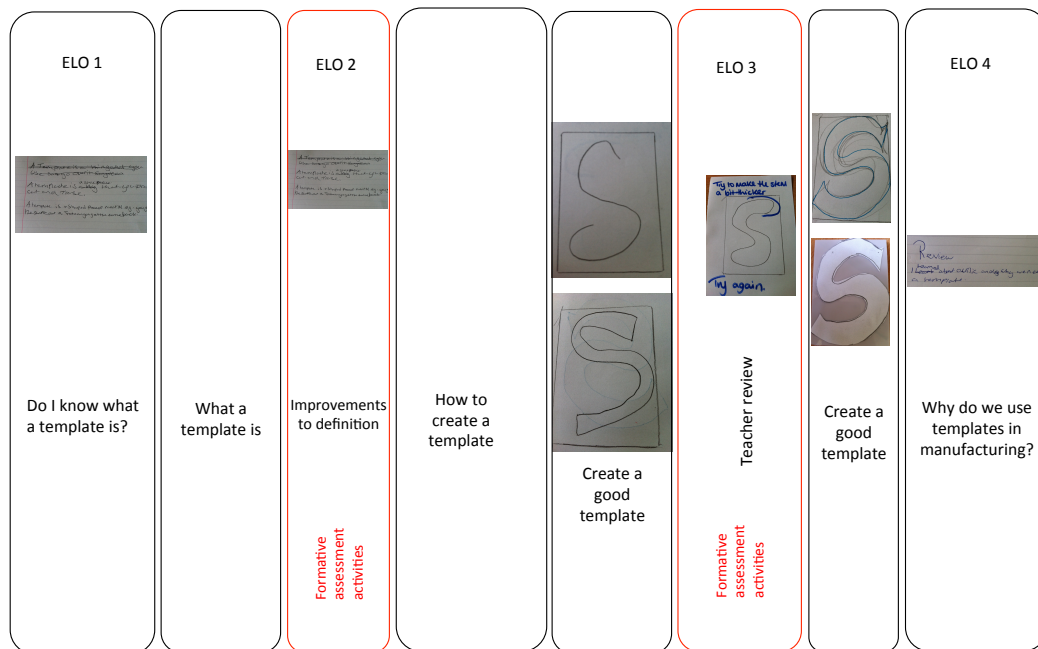 ELO 1
Do I know what
a template is?
What a
template is
ELO 2
Improvements
to definition
Formative
assessment
activities
How to
create a
template
Create a
good
template
ELO 3
Try to make the
a bit thicker
Try again.
Teacher review
Formative
assessment
activities
Create a
good
template
ELO 4
Review
Why do we use
templates in
manufacturing?